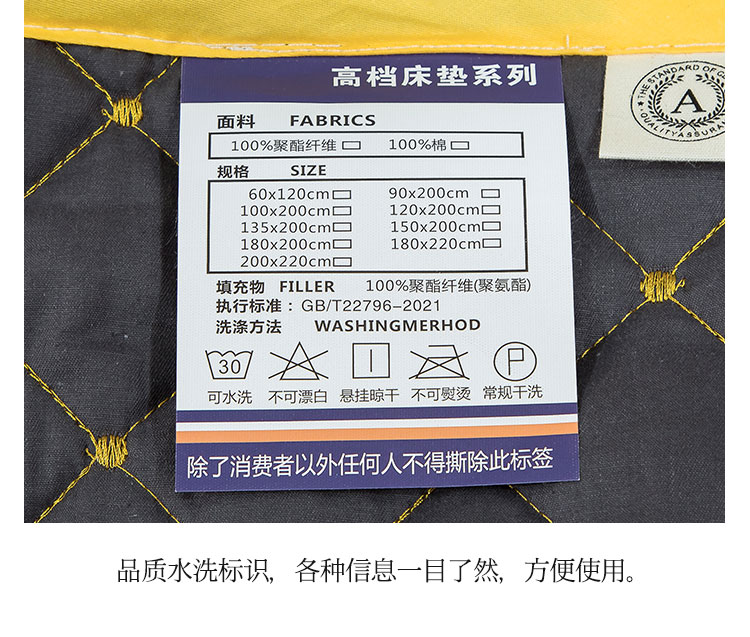 高档床垫系列
THE STANDARD OF
A
QUALITY ASSURAN
面料 FABRICS
100%聚酯纤维 100%棉
规格 SIZE
60x120cm 90x200cm
100x200cm 120x200cm
135x200cm 150x200cm
180x200cm 180x220cm
200x220cm
填充物 FILLER 100%聚酯纤维(聚氨酯)
执行标准：GB/T22796-2021
洗涤方法 WASHINGMERHOD
30 P
可水洗 不可漂白 悬挂晾干 不可熨烫 常规干洗
除了消费者以外任何人不得撕除此标签
品质水洗标识，各种信息一目了然，方便使用。